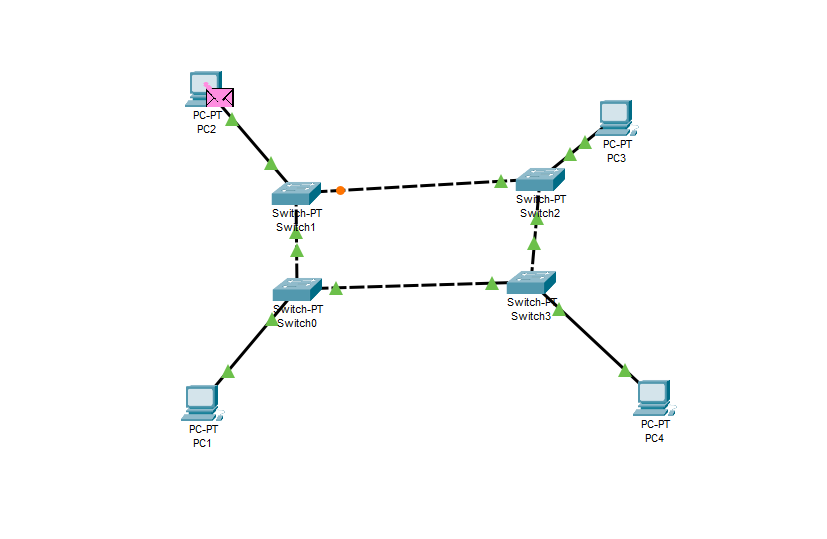 PC-PT
PC2
PC-PT
PC3
Switch-PT
Switch1
Switch-PT
Switch2
Switch-PT
Switch0
Switch-PT
Switch3
PC-PT
PC1
PC-PT
PC4